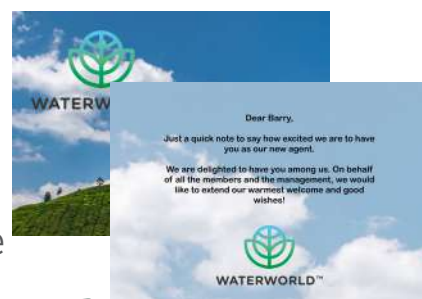 WATERW
Dear Barry,
Just a quick note to say how excited we are to have
you as our new agent.
We are delighted to have you among us. On behalf
of all the members and the management, we would
like to extend our warmest welcome and good
wishes!
e
WATERWORLD™